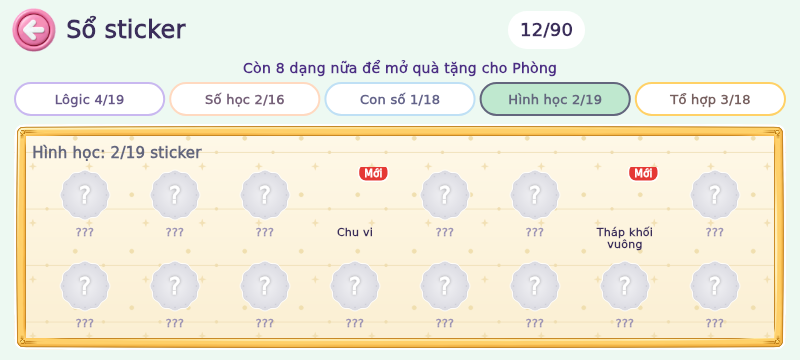 Sổ sticker
12/90
Còn 8 dạng nữa để mở quà tặng cho Phòng
Lôgic 4/19
Số học 2/16
Con số 1/18
Hình học 2/19
Tổ hợp 3/18
Hình học: 2/19 sticker
Mới Mới
? ? ? ? ? ?
??? ??? ??? Chu vi ??? ??? Tháp khối vuông ???
? ? ? ? ? ? ? ?
??? ??? ??? ??? ??? ??? ??? ???